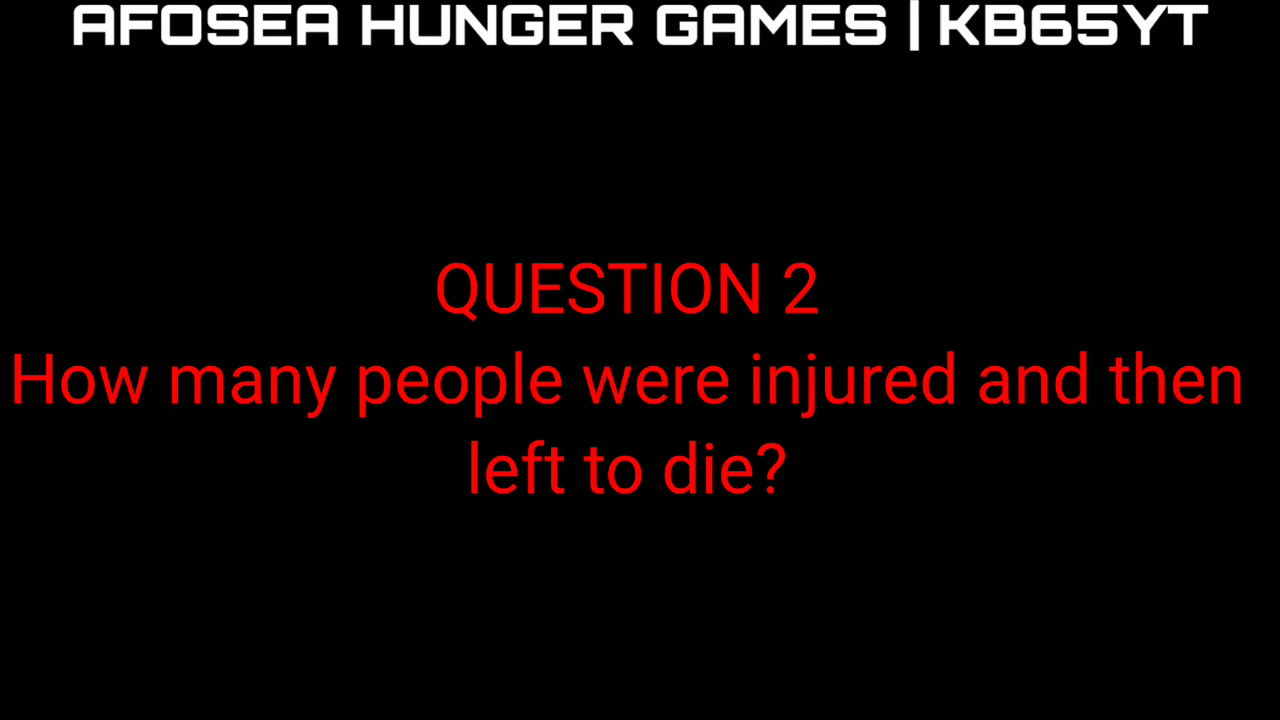 AFOSEA HUNGER GAMES | KB65YT
QUESTION 2
How many people were injured and then
left to die?